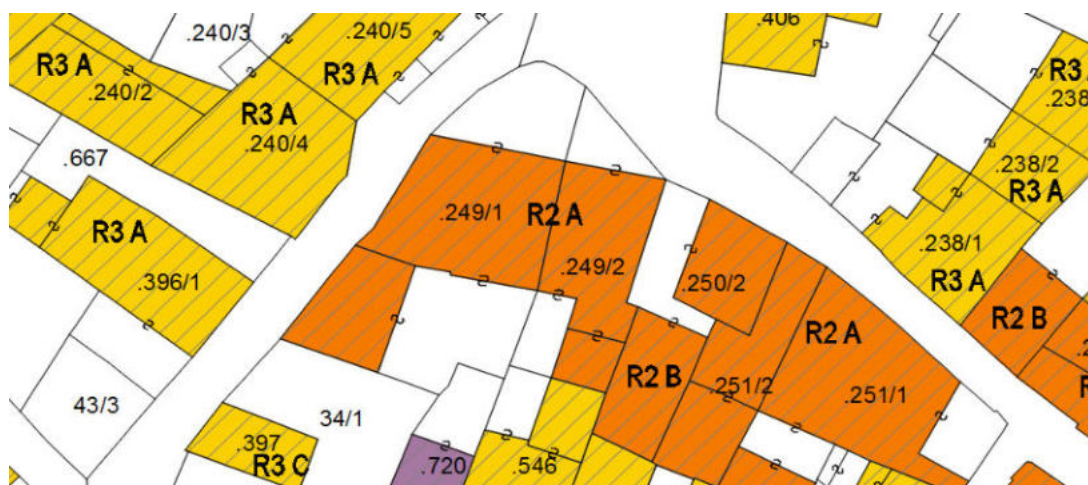 .240/3
.240/5
.406
R3 A
.240/2
R3 A
R3 A
.240/4
.238
.667
.238/2
R3 A
R3 A
.396/1
.249/1
R2 A
.249/2
.250/2
.238/1
R3 A
R2 B
R2 A
R2 B
.251/2
.251/1
43/3
34/1
.397
R3 C
.720
.546